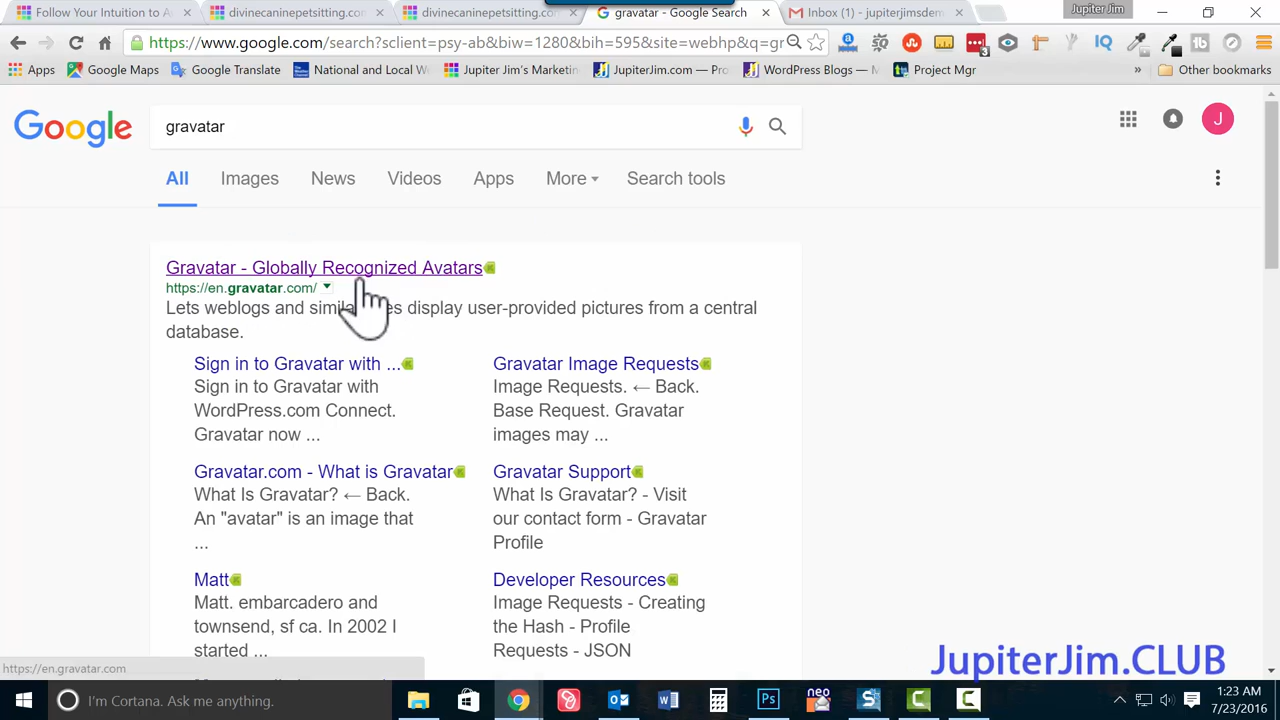 Follow Your Intuition to A
divinecaninepetsitting.con
divinecaninepetsitting.con
gravatar - Google Search
Inbox (1) - jupiterjimsdem
Jupiter Jim
https://www.google.com/search?sclient=psy-ab&biw=1280&bih=595&site=webhp&q=gr
Apps
Google Maps
Google Translate
National and Local W
Jupiter Jim's Marketin
JupiterJim.com — Pro
WordPress Blogs — M
Project Mgr
»
Other bookmarks
Google
gravatar
J
All
Images
News
Videos
Apps
More
Search tools
Gravatar - Globally Recognized Avatars
https://en.gravatar.com/
Lets weblogs and simila es display user-provided pictures from a central
database.
Sign in to Gravatar with ...
Sign in to Gravatar with
WordPress.com Connect.
Gravatar now ...
Gravatar Image Requests
Image Requests. ← Back.
Base Request. Gravatar
images may ...
Gravatar.com - What is Gravatar
What Is Gravatar? ← Back.
An "avatar" is an image that
...
Gravatar Support
What Is Gravatar? - Visit
our contact form - Gravatar
Profile
Matt
Matt. embarcadero and
townsend, sf ca. In 2002 I
started ...
Developer Resources
Image Requests - Creating
the Hash - Profile
Requests - JSON
https://en.gravatar.com
JupiterJim.CLUB
I'm Cortana. Ask me anything.
neo
1:23 AM
7/23/2016